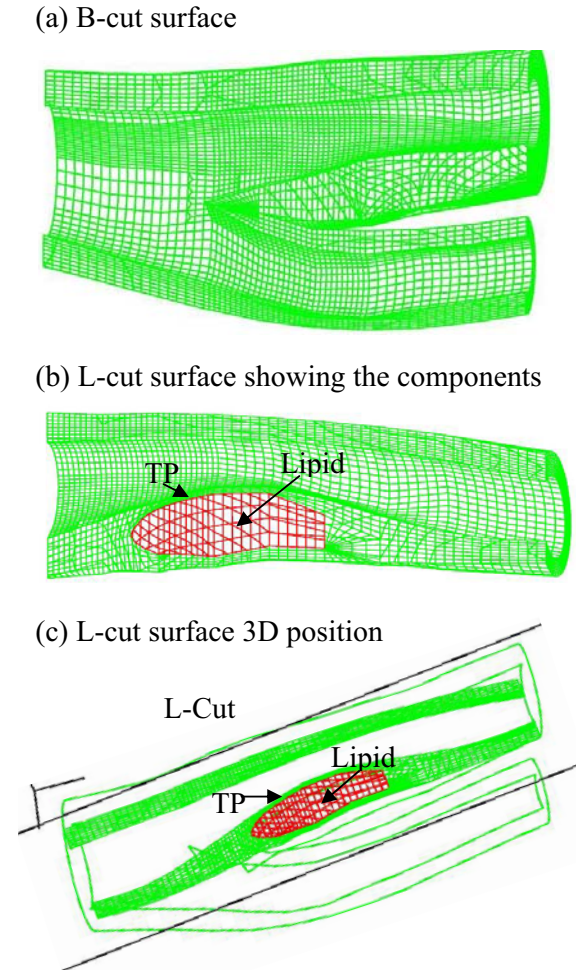 (a) B-cut surface
(b) L-cut surface showing the components
TP
Lipid
(c) L-cut surface 3D position
L-Cut
Lipid
TP